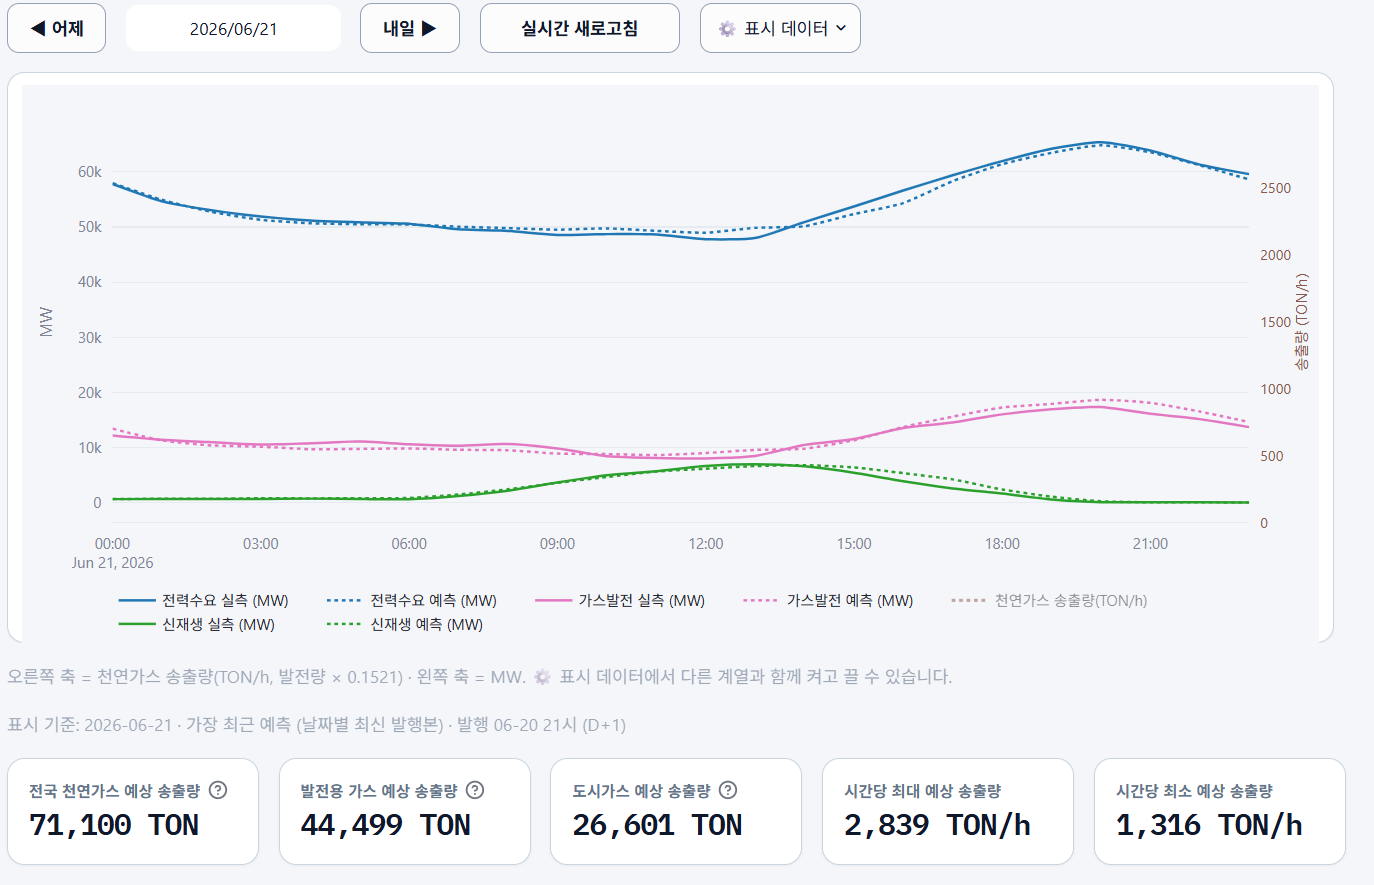 ◀ 어제 2026/06/21 내일 ▶ 실시간 새로고침 표시 데이터
60k
50k
40k
30k
20k
10k
0
MW
2500
2000
1500
1000
500
0
송출량 (TON/h)
00:00 03:00 06:00 09:00 12:00 15:00 18:00 21:00
Jun 21, 2026
전력수요 실측 (MW) 전력수요 예측 (MW) 가스발전 실측 (MW) 가스발전 예측 (MW) 천연가스 송출량(TON/h)
신재생 실측 (MW) 신재생 예측 (MW)
오른쪽 축 = 천연가스 송출량(TON/h, 발전량 × 0.1521) · 왼쪽 축 = MW. 표시 데이터에서 다른 계열과 함께 켜고 끌 수 있습니다.
표시 기준: 2026-06-21 · 가장 최근 예측 (날짜별 최신 발행본) · 발행 06-20 21시 (D+1)
전국 천연가스 예상 송출량 ?
71,100 TON
발전용 가스 예상 송출량 ?
44,499 TON
도시가스 예상 송출량 ?
26,601 TON
시간당 최대 예상 송출량
2,839 TON/h
시간당 최소 예상 송출량
1,316 TON/h